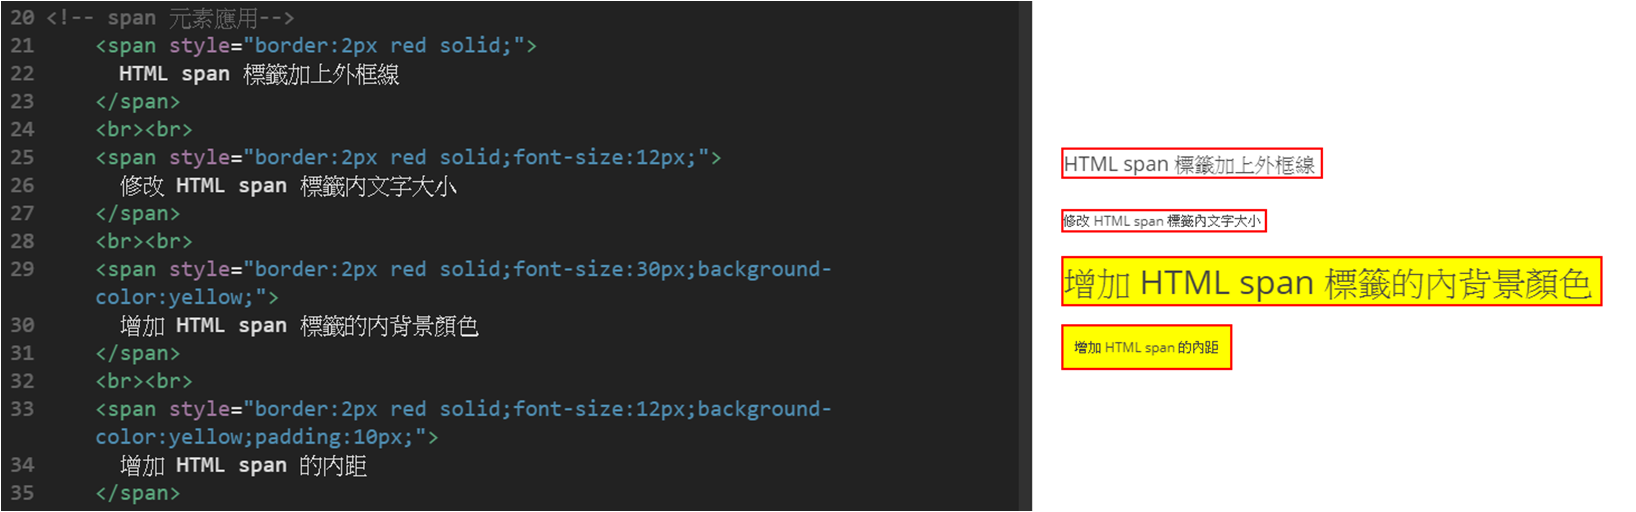 20 <!-- span 元素應用-->
21 <span style="border:2px red solid;">
22 HTML span 標籤加上外框線
23 </span>
24 <br><br>
25 <span style="border:2px red solid;font-size:12px;">
26 修改 HTML span 標籤內文字大小
27 </span>
28 <br><br>
29 <span style="border:2px red solid;font-size:30px;background-
color:yellow;">
30 增加 HTML span 標籤的內背景顏色
31 </span>
32 <br><br>
33 <span style="border:2px red solid;font-size:12px;background-
color:yellow;padding:10px;">
34 增加 HTML span 的內距
35 </span>
HTML span 標籤加上外框線
修改 HTML span 標籤內文字大小
增加 HTML span 標籤的內背景顏色
增加 HTML span 的內距